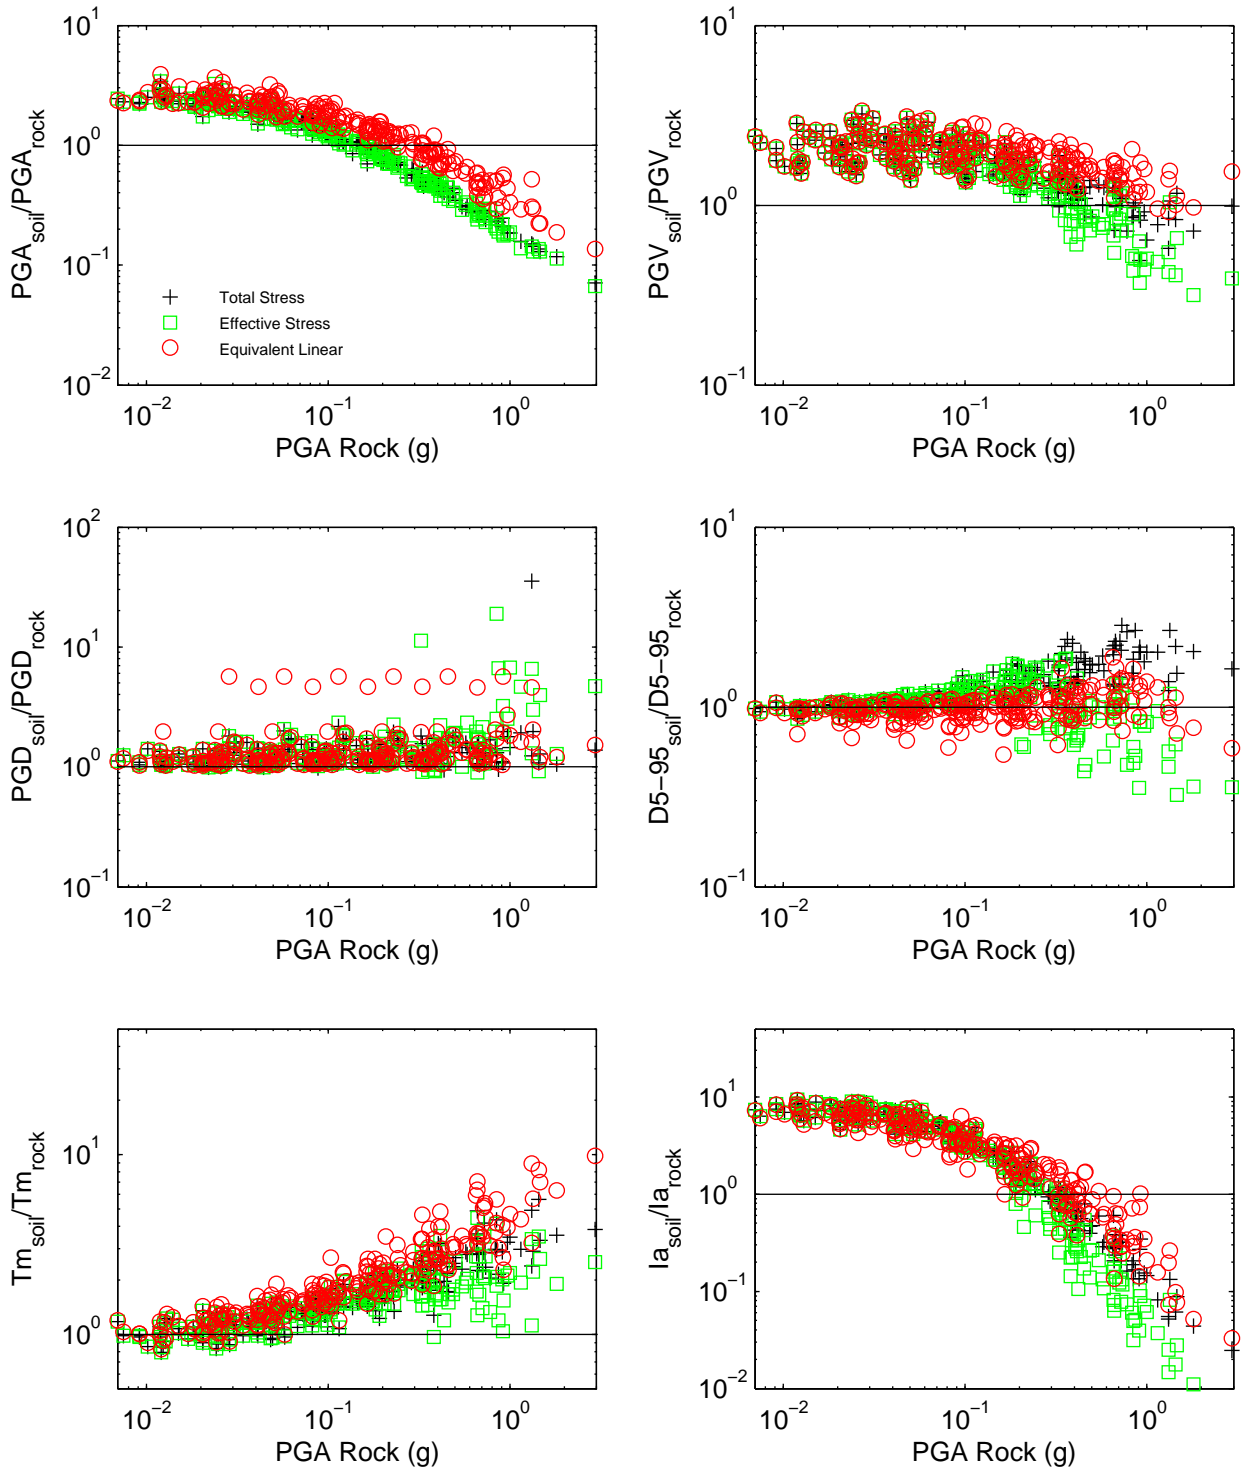 10^1
10^0
10^−1
10^−2
PGA_soil/PGA_rock
Total Stress
Effective Stress
Equivalent Linear
10^−2 10^−1 10^0
PGA Rock (g)
10^1
10^0
10^−1
PGV_soil/PGV_rock
10^−2 10^−1 10^0
PGA Rock (g)
10^2
10^1
10^0
10^−1
PGD_soil/PGD_rock
10^−2 10^−1 10^0
PGA Rock (g)
10^1
10^0
10^−1
D5−95_soil/D5−95_rock
10^−2 10^−1 10^0
PGA Rock (g)
10^1
10^0
Tm_soil/Tm_rock
10^−2 10^−1 10^0
PGA Rock (g)
10^1
10^0
10^−1
10^−2
Ia_soil/Ia_rock
10^−2 10^−1 10^0
PGA Rock (g)